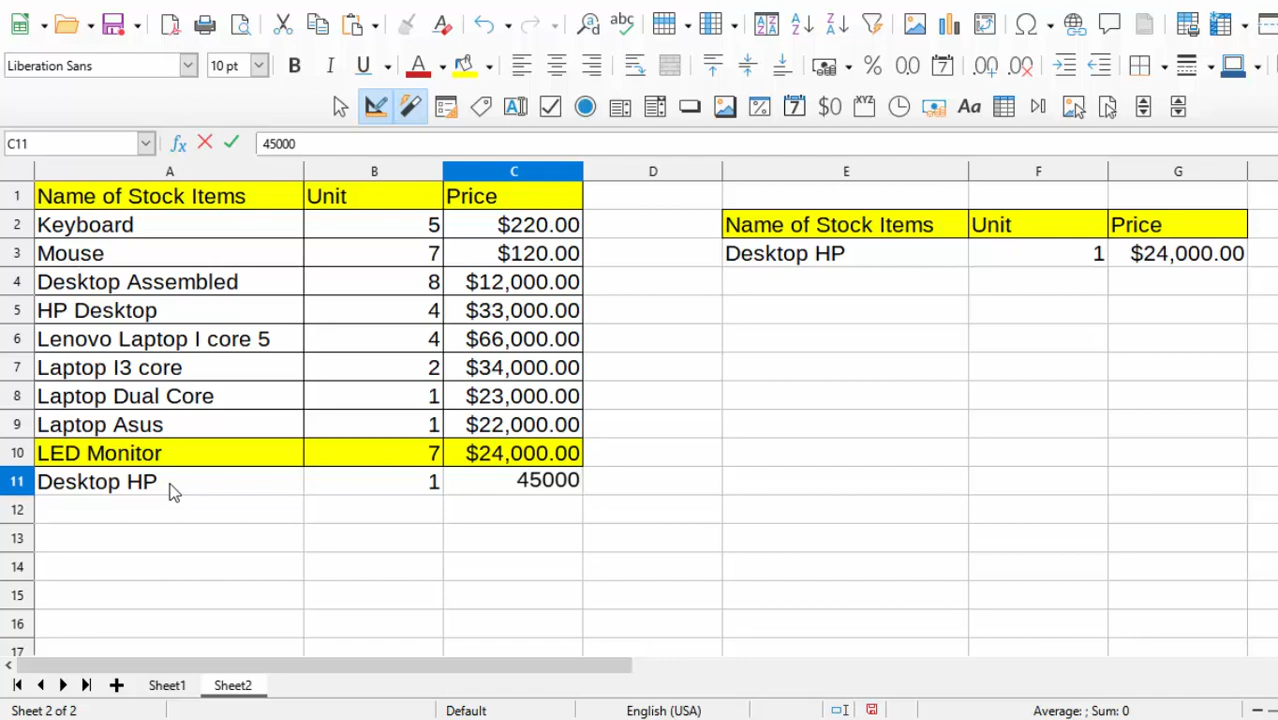 Liberation Sans 10 pt
C11 45000
A B C D E F G
1 Name of Stock Items Unit Price
2 Keyboard 5 $220.00 Name of Stock Items Unit Price
3 Mouse 7 $120.00 Desktop HP 1 $24,000.00
4 Desktop Assembled 8 $12,000.00
5 HP Desktop 4 $33,000.00
6 Lenovo Laptop I core 5 4 $66,000.00
7 Laptop I3 core 2 $34,000.00
8 Laptop Dual Core 1 $23,000.00
9 Laptop Asus 1 $22,000.00
10 LED Monitor 7 $24,000.00
11 Desktop HP 1 45000
12
13
14
15
16
17
Sheet1 Sheet2
Sheet 2 of 2 Default English (USA) Average: ; Sum: 0